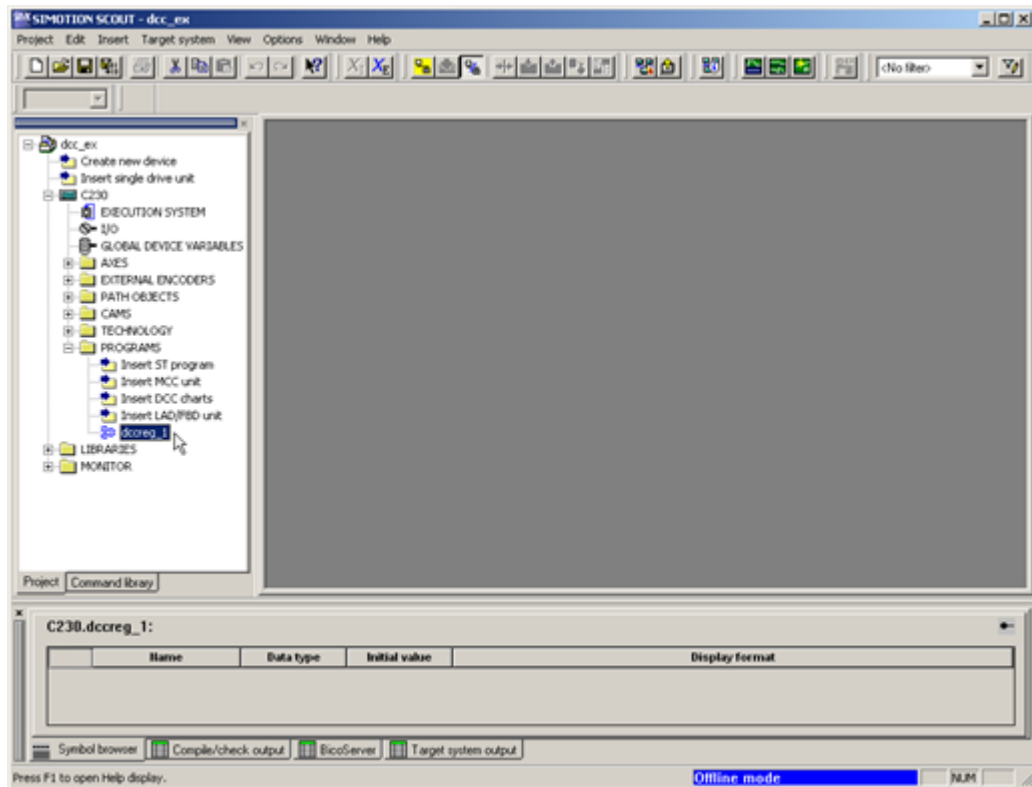 SIMOTION SCOUT - dcc_ex
Project Edit Insert Target system View Options Window Help
<No filter>
dcc_ex
Create new device
Insert single drive unit
C230
EXECUTION SYSTEM
I/O
GLOBAL DEVICE VARIABLES
AXES
EXTERNAL ENCODERS
PATH OBJECTS
CAMS
TECHNOLOGY
PROGRAMS
Insert ST program
Insert MCC unit
Insert DCC charts
Insert LAD/FBD unit
dccreg_1
LIBRARIES
MONITOR
Project Command library
C230.dccreg_1:
Name Data type Initial value Display format
Symbol browser Compile/check output BicoServer Target system output
Press F1 to open Help display. Offline mode NUM